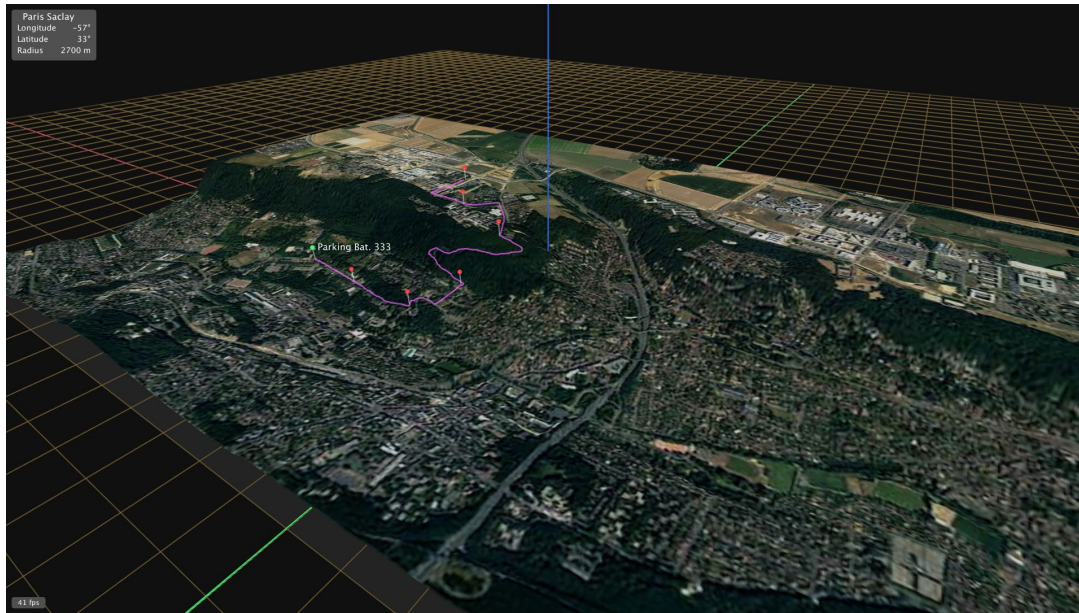 Paris Saclay
Longitude -57°
Latitude 33°
Radius 2700 m
Parking Bat. 333
41 fps